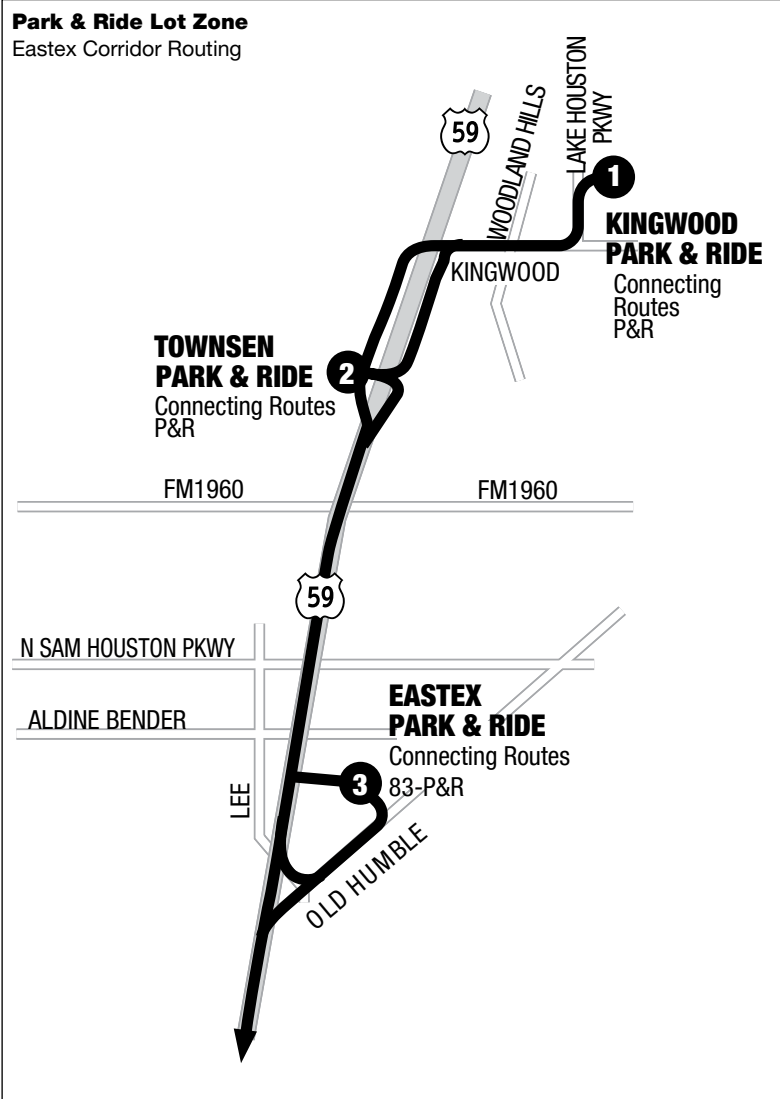 Park & Ride Lot Zone
Eastex Corridor Routing
59
WOODLAND HILLS
LAKE HOUSTON
PKWY
1
KINGWOOD
PARK & RIDE
Connecting
Routes
P&R
KINGWOOD
TOWNSEN
PARK & RIDE
2
Connecting Routes
P&R
FM1960
FM1960
59
N SAM HOUSTON PKWY
EASTEX
PARK & RIDE
Connecting Routes
83-P&R
ALDINE BENDER
3
LEE
OLD HUMBLE